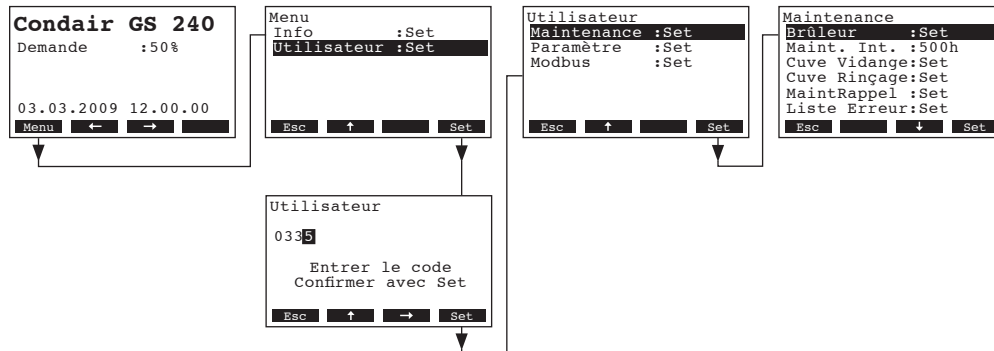 Condair GS 240
Demande :50%
03.03.2009 12.00.00
Menu ← →
Menu
Info :Set
Utilisateur :Set
Esc ↑ Set
Utilisateur
0335
Entrer le code
Confirmer avec Set
Esc ↑ → Set
Utilisateur
Maintenance :Set
Paramètre :Set
Modbus :Set
Esc ↑ Set
Maintenance
Brûleur :Set
Maint. Int. :500h
Cuve Vidange:Set
Cuve Rinçage:Set
MaintRappel :Set
Liste Erreur:Set
Esc ↓ Set